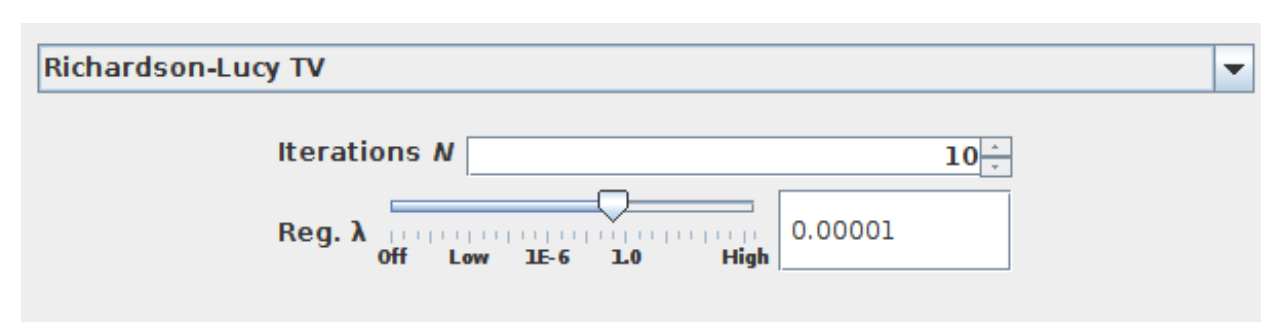 Richardson-Lucy TV
Iterations N 10
Reg. λ 0.00001
Off Low 1E-6 1.0 High